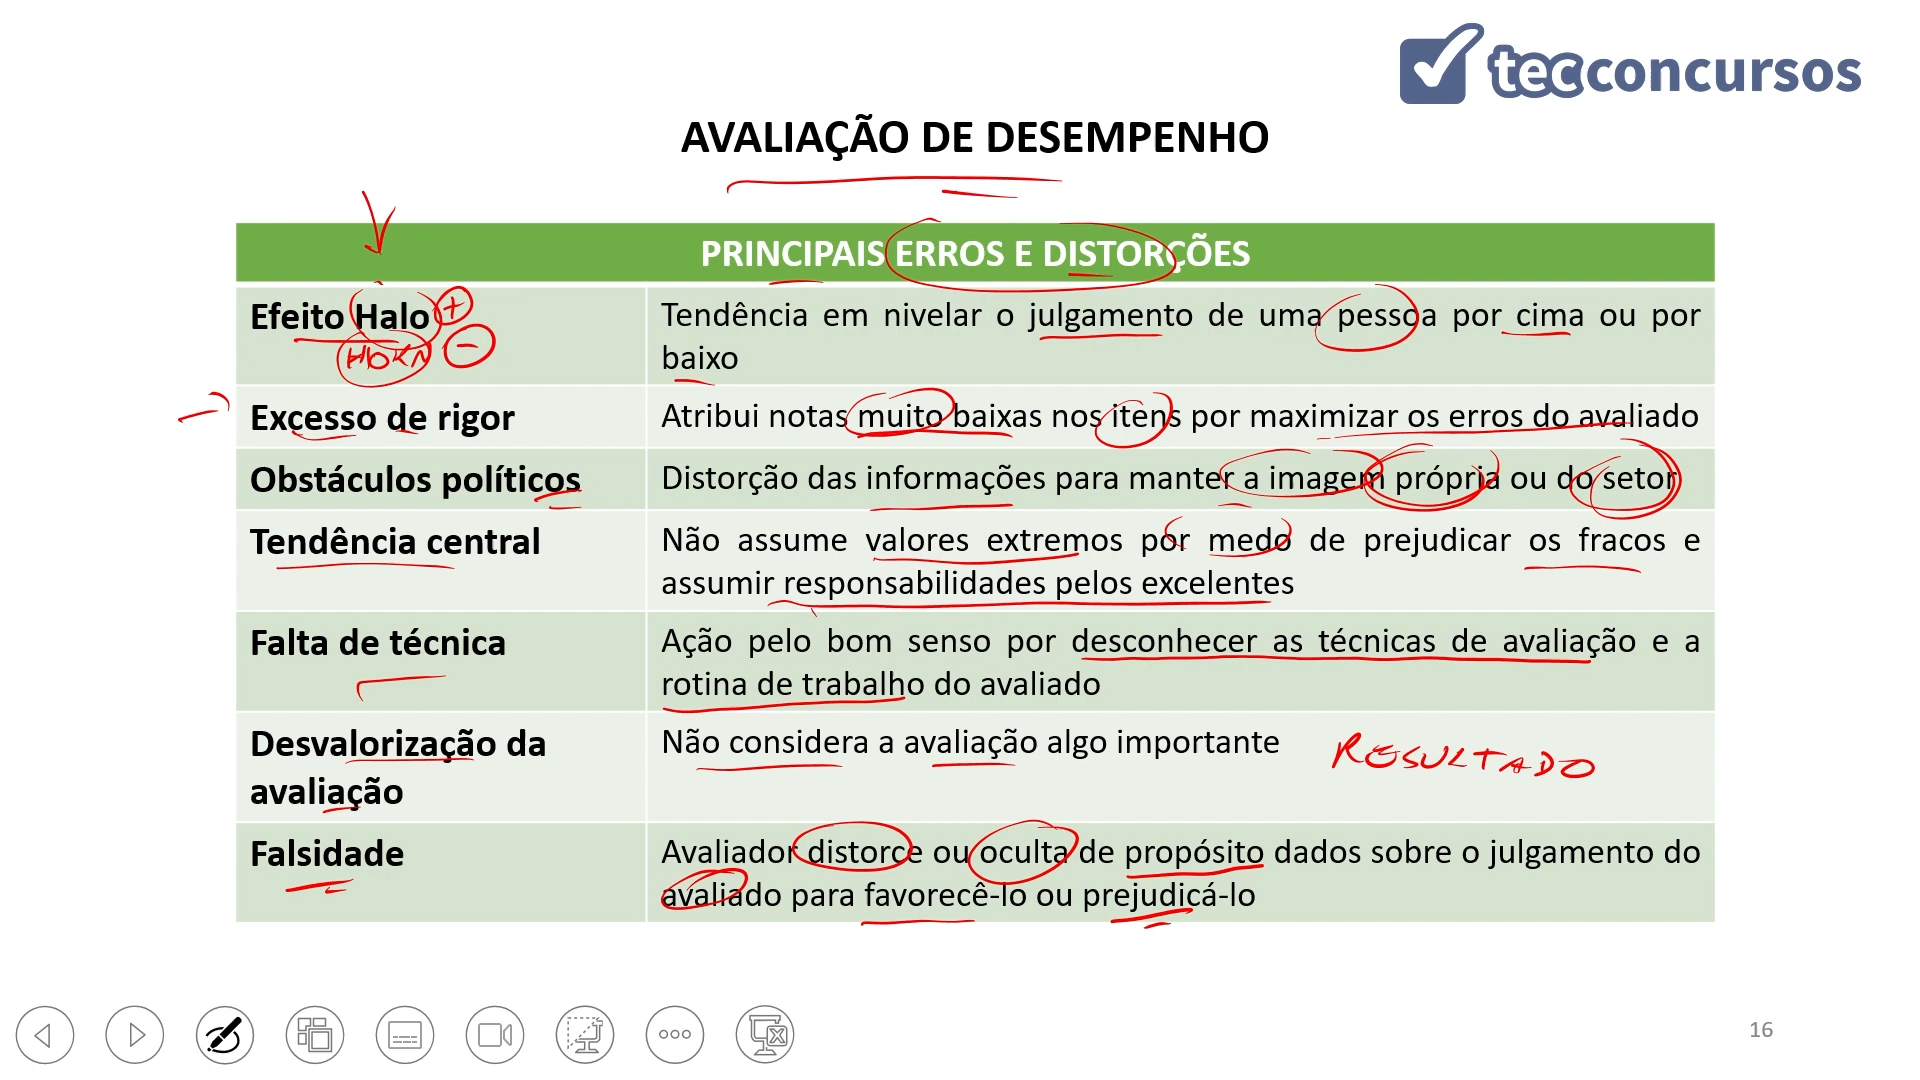 tecconcursos
AVALIAÇÃO DE DESEMPENHO
PRINCIPAIS ERROS E DISTORÇÕES
Efeito Halo +
HORN -
Tendência em nivelar o julgamento de uma pessoa por cima ou por
baixo
Excesso de rigor
Atribui notas muito baixas nos itens por maximizar os erros do avaliado
Obstáculos políticos
Distorção das informações para manter a imagem própria ou do setor
Tendência central
Não assume valores extremos por medo de prejudicar os fracos e
assumir responsabilidades pelos excelentes
Falta de técnica
Ação pelo bom senso por desconhecer as técnicas de avaliação e a
rotina de trabalho do avaliado
Desvalorização da
avaliação
Não considera a avaliação algo importante
RESULTADO
Falsidade
Avaliador distorce ou oculta de propósito dados sobre o julgamento do
avaliado para favorecê-lo ou prejudicá-lo
16